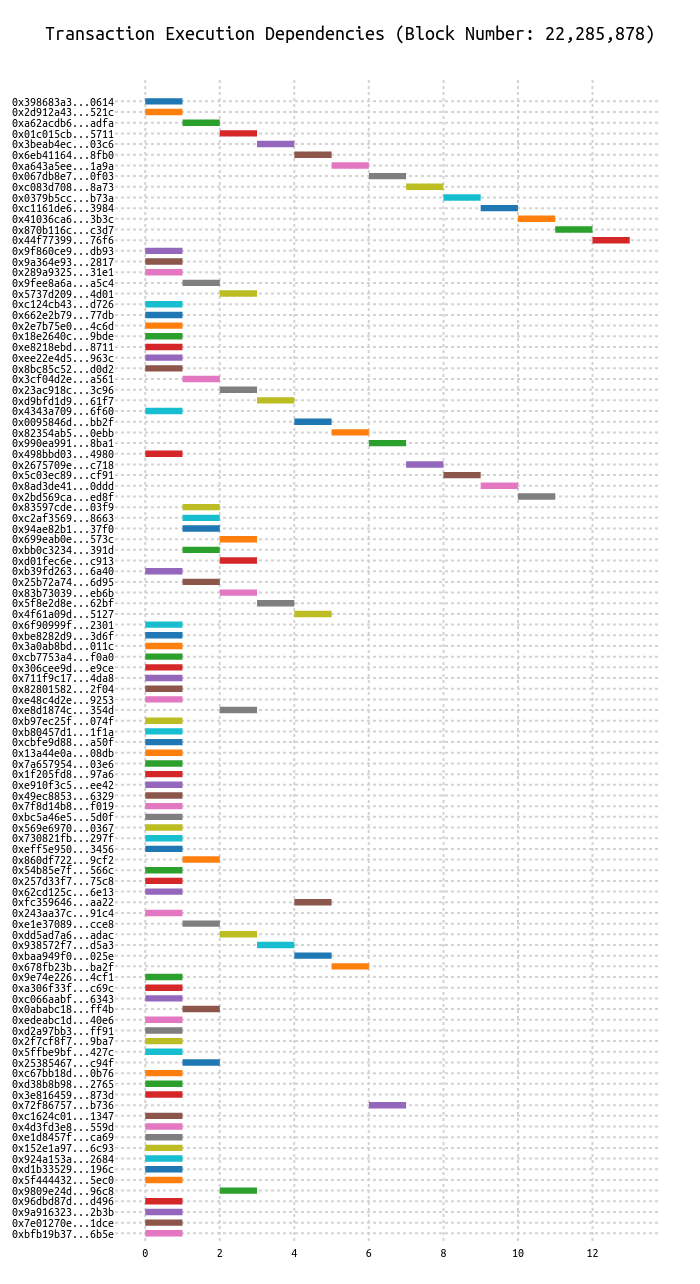 Transaction Execution Dependencies (Block Number: 22,285,878)
0x398683a3...0614
0x2d912a43...521c
0xa62acdb6...adfa
0x01c015cb...5711
0x3beab4ec...03c6
0x6eb41164...8fb0
0xa643a5ee...1a9a
0x067db8e7...0f03
0xc083d708...8a73
0x0379b5cc...b73a
0xc1161de6...3984
0x41036ca6...3b3c
0x870b116c...c3d7
0x44f77399...76f6
0x9f860ce9...db93
0x9a364e93...2817
0x289a9325...31e1
0x9fee8a6a...a5c4
0x5737d209...4d01
0xc124cb43...d726
0x662e2b79...77db
0x2e7b75e0...4c6d
0x18e2640c...9bde
0xe8218ebd...8711
0xee22e4d5...963c
0x8bc85c52...d0d2
0x3cf04d2e...a561
0x23ac918c...3c96
0xd9bfd1d9...61f7
0x4343a709...6f60
0x0095846d...bb2f
0x82354ab5...0ebb
0x990ea991...8ba1
0x498bbd03...4980
0x2675709e...c718
0x5c03ec89...cf91
0x8ad3de41...0ddd
0x2bd569ca...ed8f
0x83597cde...03f9
0xc2af3569...8663
0x94ae82b1...37f0
0x699eab0e...573c
0xbb0c3234...391d
0xd01fec6e...c913
0xb39fd263...6a40
0x25b72a74...6d95
0x83b73039...eb6b
0x5f8e2d8e...62bf
0x4f61a09d...5127
0x6f90999f...2301
0xbe8282d9...3d6f
0x3a0ab8bd...011c
0xcb7753a4...f0a0
0x306cee9d...e9ce
0x711f9c17...4da8
0x82801582...2f04
0xe48c4d2e...9253
0xe8d1874c...354d
0xb97ec25f...074f
0xb80457d1...1f1a
0xcbfe9d88...a50f
0x13a44e0a...08db
0x7a657954...03e6
0x1f205fd8...97a6
0xe910f3c5...ee42
0x49ec8853...6329
0x7f8d14b8...f019
0xbc5a46e5...5d0f
0x569e6970...0367
0x730821fb...297f
0xeff5e950...3456
0x860df722...9cf2
0x54b85e7f...566c
0x257d33f7...75c8
0x62cd125c...6e13
0xfc359646...aa22
0x243aa37c...91c4
0xe1e37089...cce8
0xdd5ad7a6...adac
0x938572f7...d5a3
0xbaa949f0...025e
0x678fb23b...ba2f
0x9e74e226...4cf1
0xa306f33f...c69c
0xc066aabf...6343
0x0ababc18...ff4b
0xedeabc1d...40e6
0xd2a97bb3...ff91
0x2f7cf8f7...9ba7
0x5ffbe9bf...427c
0x25385467...c94f
0xc67bb18d...0b76
0xd38b8b98...2765
0x3e816459...873d
0x72f86757...b736
0xc1624c01...1347
0x4d3fd3e8...559d
0xe1d8457f...ca69
0x152e1a97...6c93
0x924a153a...2684
0xd1b33529...196c
0x5f444432...5ec0
0x9809e24d...96c8
0x96dbd87d...d496
0x9a916323...2b3b
0x7e01270e...1dce
0xbfb19b37...6b5e
0 2 4 6 8 10 12